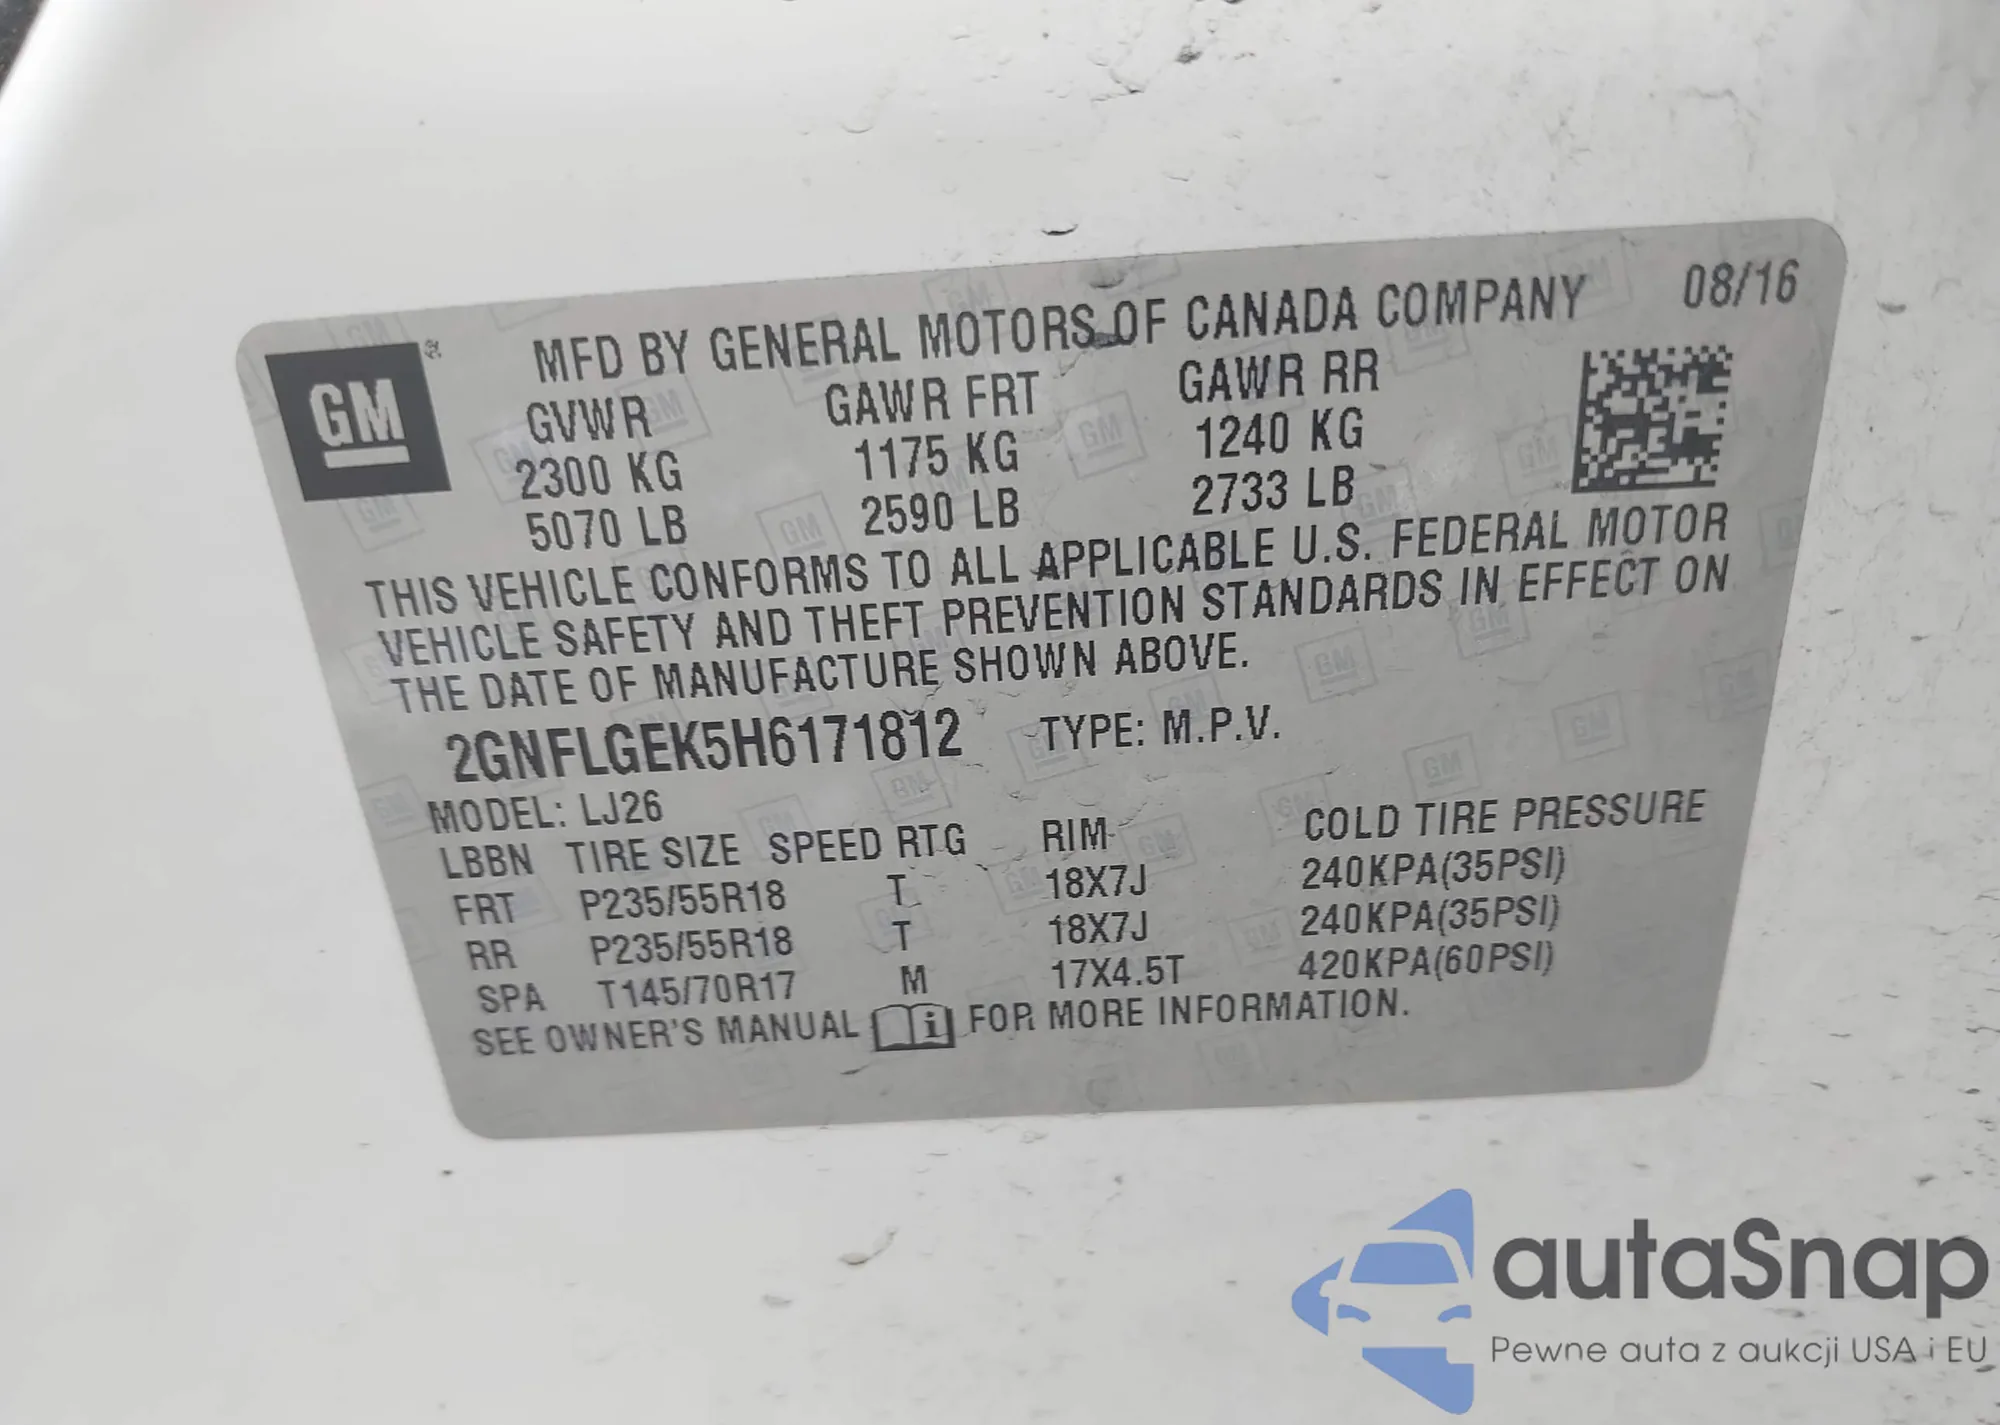 MFD BY GENERAL MOTORS OF CANADA COMPANY 08/16
GM
GVWR GAWR FRT GAWR RR
2300 KG 1175 KG 1240 KG
5070 LB 2590 LB 2733 LB
THIS VEHICLE CONFORMS TO ALL APPLICABLE U.S. FEDERAL MOTOR
VEHICLE SAFETY AND THEFT PREVENTION STANDARDS IN EFFECT ON
THE DATE OF MANUFACTURE SHOWN ABOVE.
2GNFLGEK5H6171812 TYPE: M.P.V.
MODEL: LJ26
LBBN TIRE SIZE SPEED RTG RIM COLD TIRE PRESSURE
FRT P235/55R18 T 18X7J 240KPA(35PSI)
RR P235/55R18 T 18X7J 240KPA(35PSI)
SPA T145/70R17 M 17X4.5T 420KPA(60PSI)
SEE OWNER'S MANUAL i FOR MORE INFORMATION.
autaSnap
Pewne auta z aukcji USA i EU